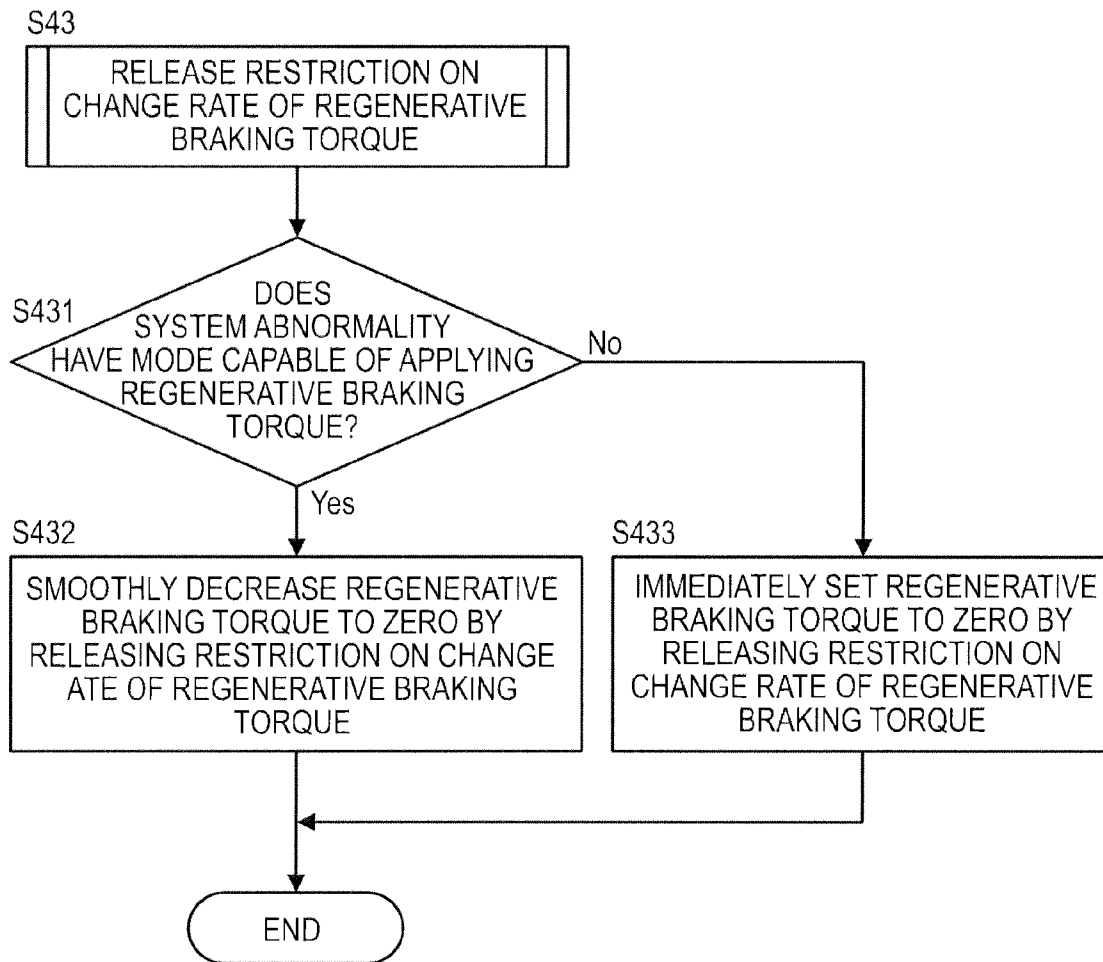 S43
RELEASE RESTRICTION ON
CHANGE RATE OF REGENERATIVE
BRAKING TORQUE
S431
DOES
SYSTEM ABNORMALITY
HAVE MODE CAPABLE OF APPLYING
REGENERATIVE BRAKING
TORQUE?
No
Yes
S432
SMOOTHLY DECREASE REGENERATIVE
BRAKING TORQUE TO ZERO BY
RELEASING RESTRICTION ON CHANGE
ATE OF REGENERATIVE BRAKING
TORQUE
S433
IMMEDIATELY SET REGENERATIVE
BRAKING TORQUE TO ZERO BY
RELEASING RESTRICTION ON
CHANGE RATE OF REGENERATIVE
BRAKING TORQUE
END